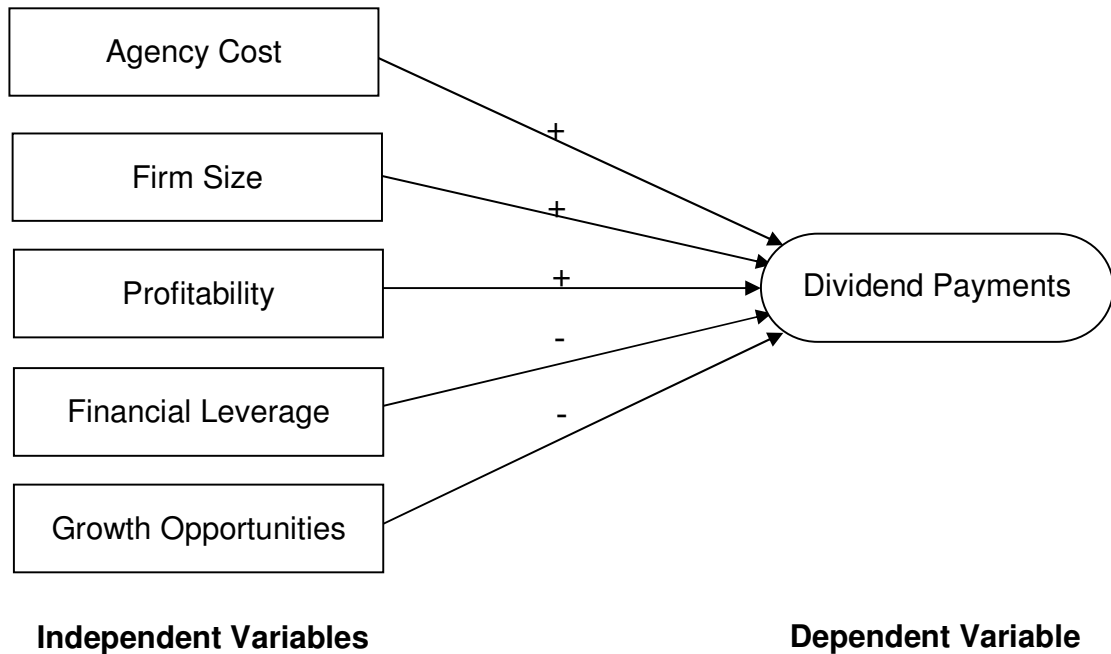 Agency Cost
+
Firm Size
+
Profitability
+
Dividend Payments
-
Financial Leverage
-
Growth Opportunities
Independent Variables
Dependent Variable